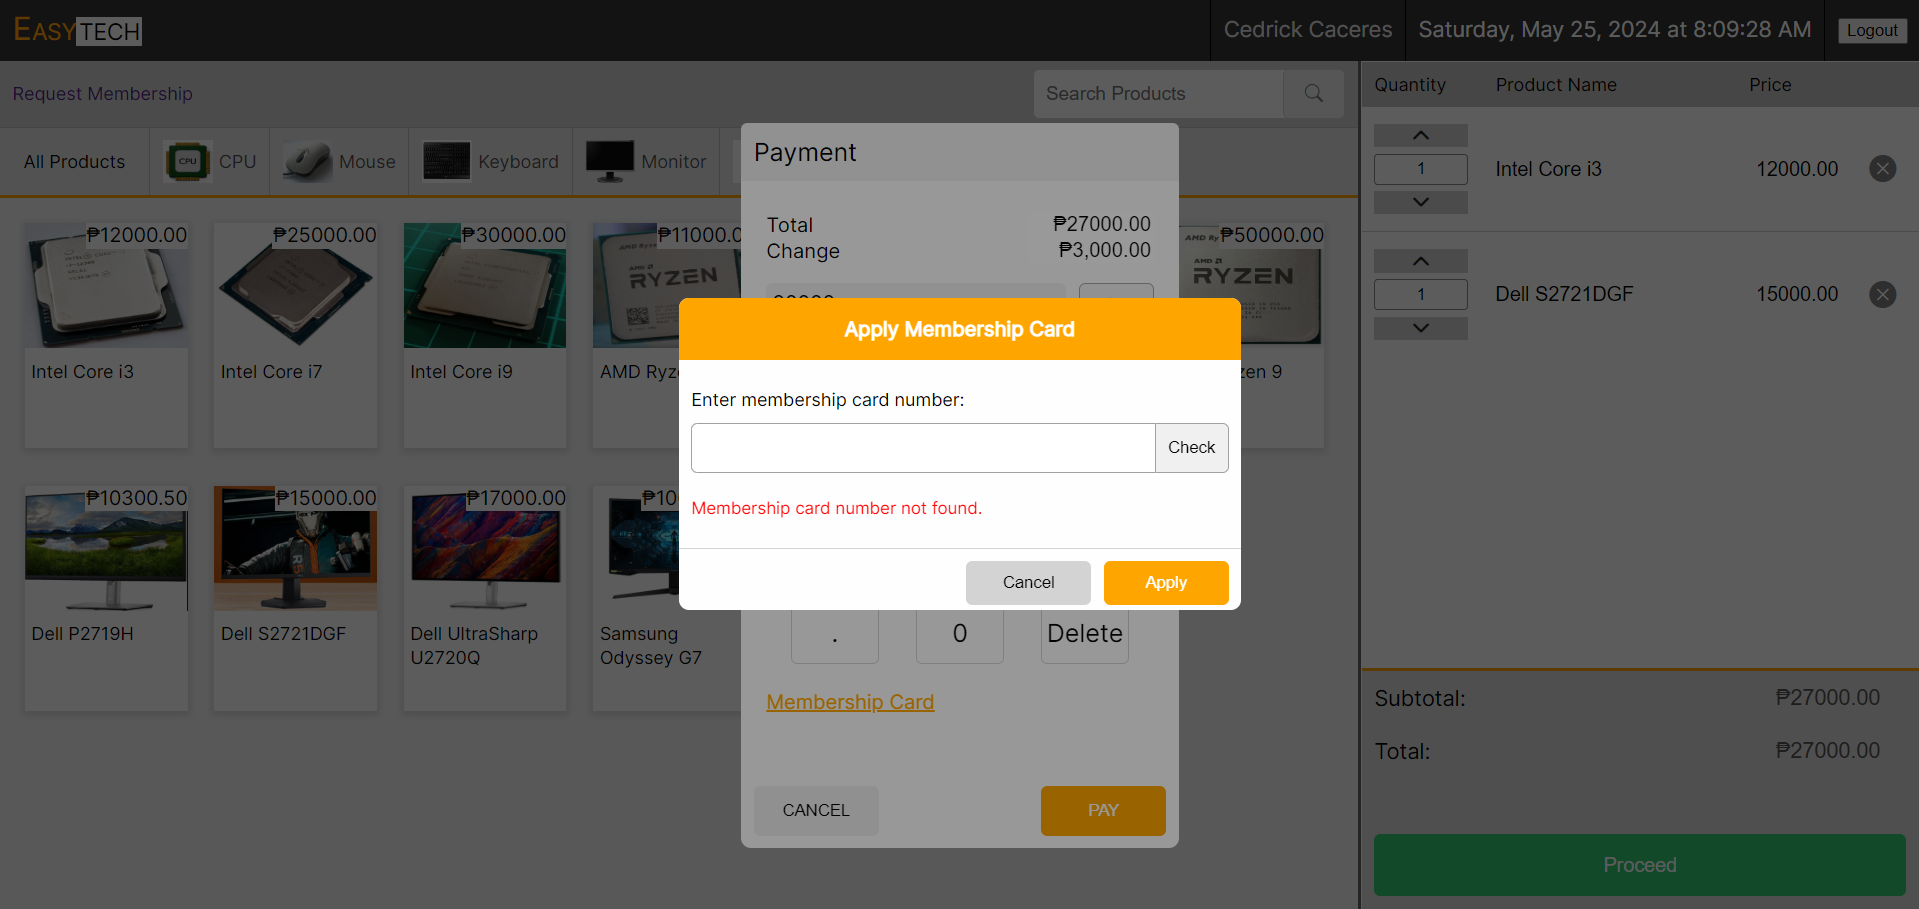 EASYTECH
Cedrick Caceres
Saturday, May 25, 2024 at 8:09:28 AM
Logout
Request Membership
Search Products
Quantity Product Name Price
All Products
CPU
CPU
Mouse
Keyboard
Monitor
Payment
Total ₱27000.00
Change ₱3,000.00
1 Intel Core i3 12000.00
1 Dell S2721DGF 15000.00
₱12000.00
₱25000.00
₱30000.00
₱11000.0
₱50000.00
AMD
RYZEN
AMD
RYZEN
Intel Core i3
Intel Core i7
Intel Core i9
AMD Ryz
zen 9
Apply Membership Card
Enter membership card number:
Check
Membership card number not found.
Cancel
Apply
₱10300.50
₱15000.00
₱17000.00
₱10
Dell P2719H
Dell S2721DGF
Dell UltraSharp
U2720Q
Samsung
Odyssey G7
.
0
Delete
Membership Card
CANCEL
PAY
Subtotal: ₱27000.00
Total: ₱27000.00
Proceed